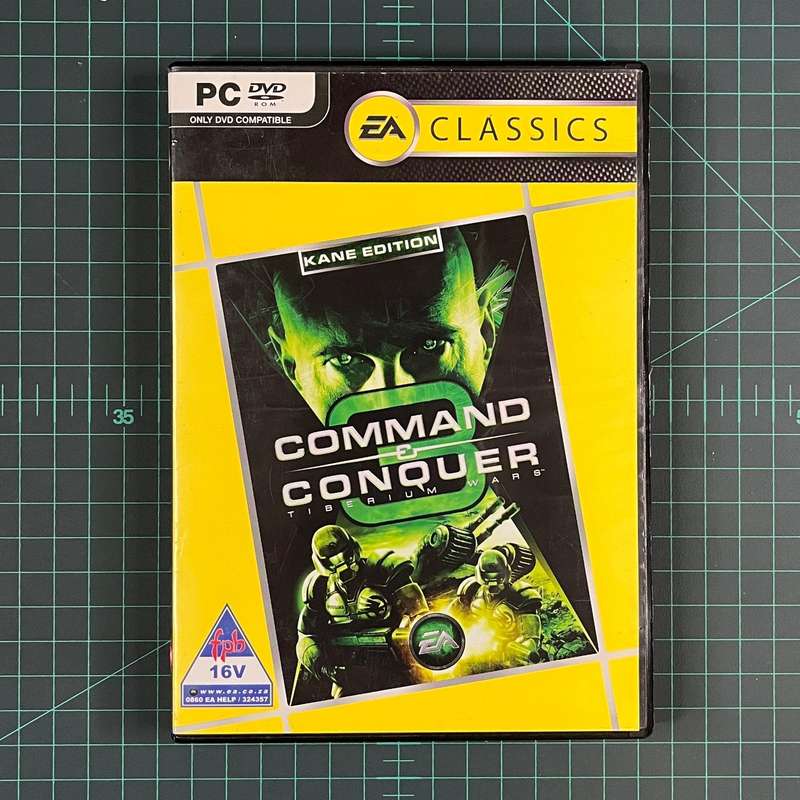 PC DVD
ROM
ONLY DVD COMPATIBLE
EA CLASSICS
KANE EDITION
3
COMMAND
&
CONQUER
TIBERIUM WARS™
EA
fpb
16V
www.ea.co.za
0860 EA HELP / 324357
35